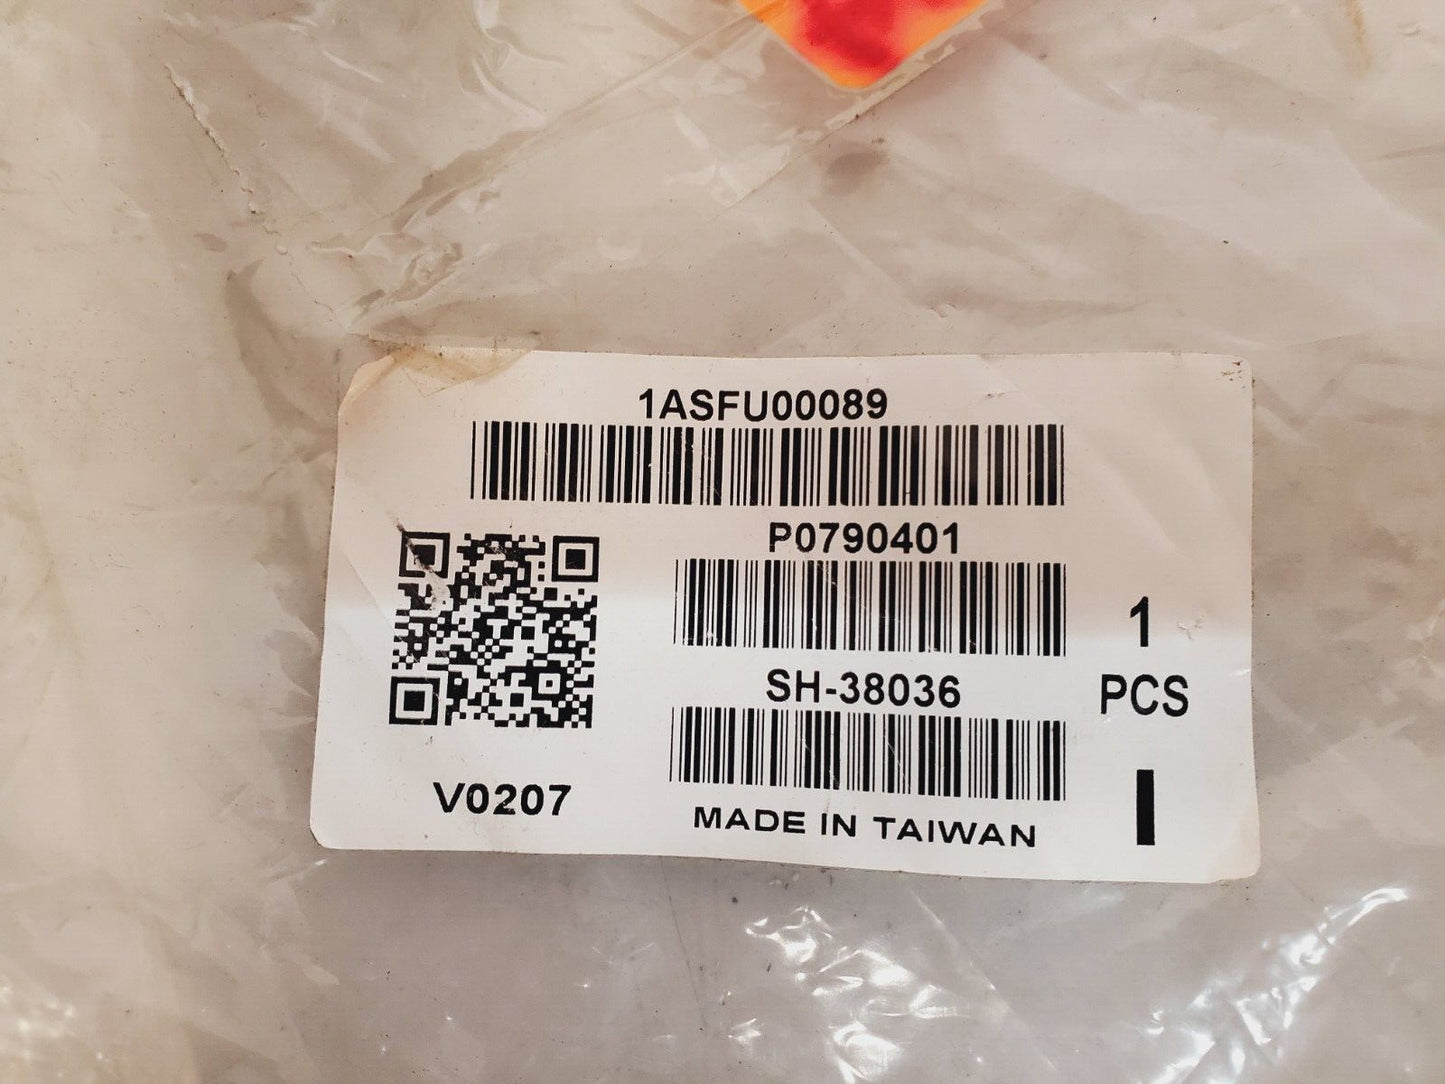 1ASFU00089
P0790401
SH-38036
1
PCS
V0207
MADE IN TAIWAN
I